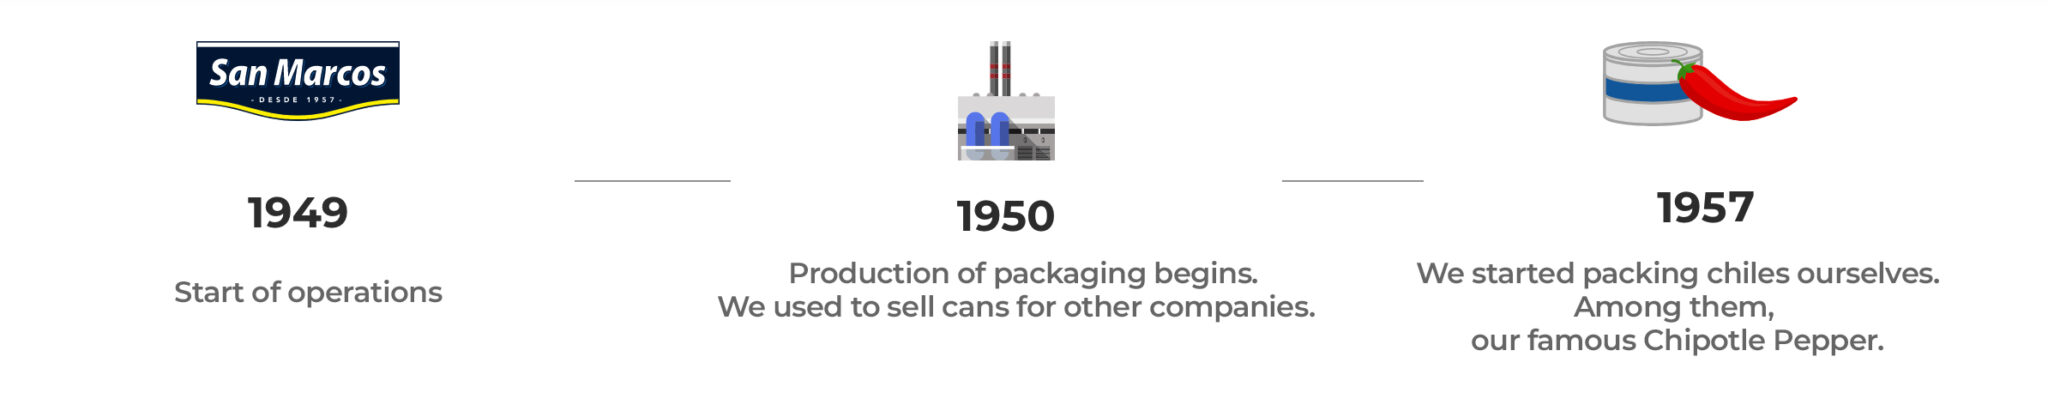 San Marcos
- DESDE 1957 -
1949
Start of operations
1950
Production of packaging begins.
We used to sell cans for other companies.
1957
We started packing chiles ourselves.
Among them,
our famous Chipotle Pepper.